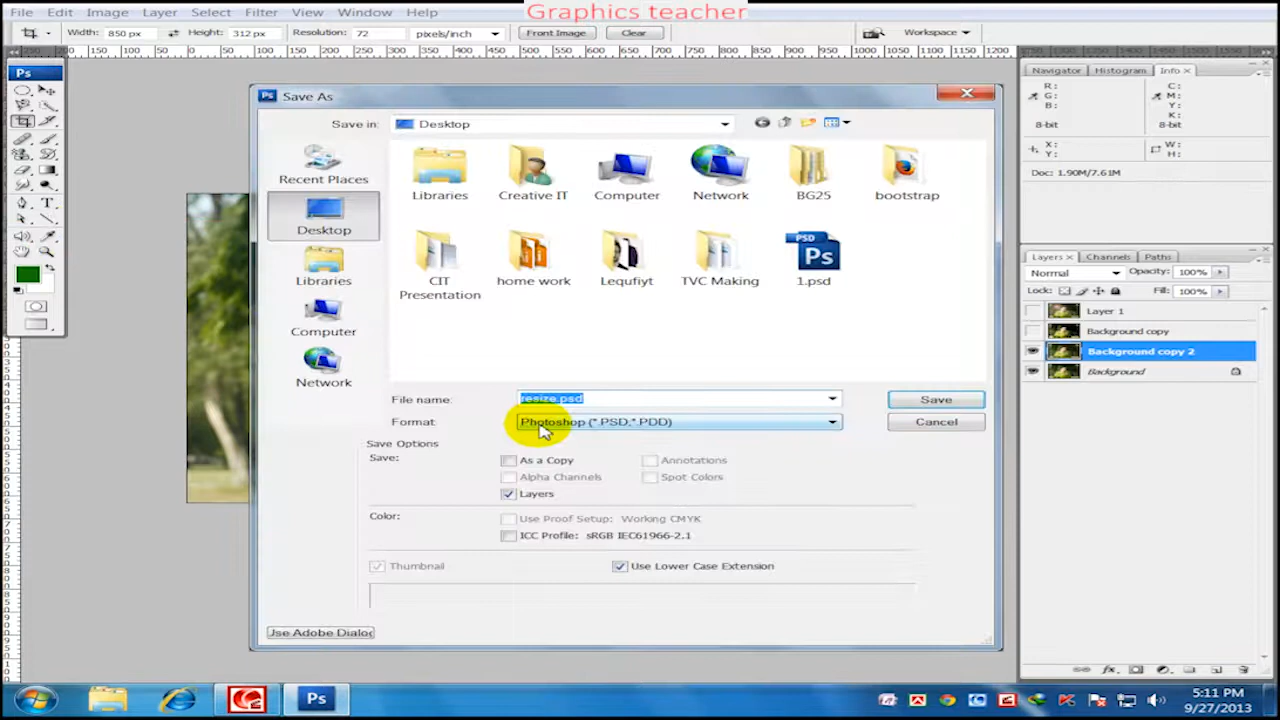 Graphics teacher
File Edit Image Layer Select Filter View Window Help
Width: 850 px Height: 312 px Resolution: 72 pixels/inch Front Image Clear Workspace
Ps
Save As
Save in: Desktop
Recent Places
Desktop
Libraries
Computer
Network
Libraries Creative IT Computer Network BG25 bootstrap
CIT Presentation home work Lequfiyt TVC Making 1.psd
File name: resize.psd Save
Format: Photoshop (*.PSD;*.PDD) Cancel
Save Options
Save: As a Copy Annotations
Alpha Channels Spot Colors
Layers
Color: Use Proof Setup: Working CMYK
ICC Profile: sRGB IEC61966-2.1
Thumbnail Use Lower Case Extension
Use Adobe Dialog
Navigator Histogram Info
R: C:
G: M:
B: Y:
K:
8-bit 8-bit
X: W:
Y: H:
Doc: 1.90M/7.61M
Layers Channels Paths
Normal Opacity: 100%
Lock: Fill: 100%
Layer 1
Background copy
Background copy 2
Background
5:11 PM
9/27/2013